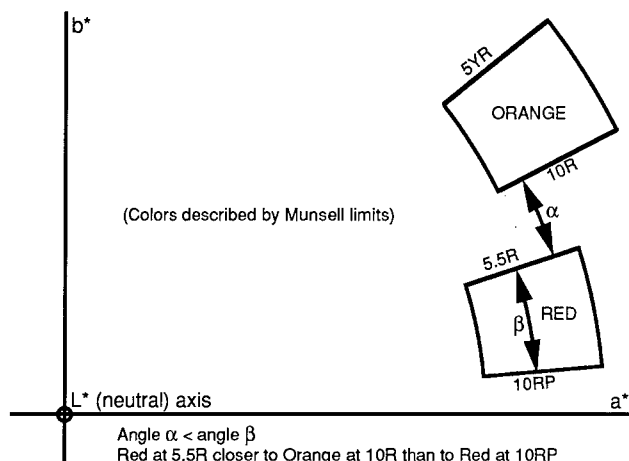 b*
5YR
ORANGE
10R
(Colors described by Munsell limits)
α
5.5R
RED
β
10RP
L* (neutral) axis
a*
Angle α < angle β
Red at 5.5R closer to Orange at 10R than to Red at 10RP